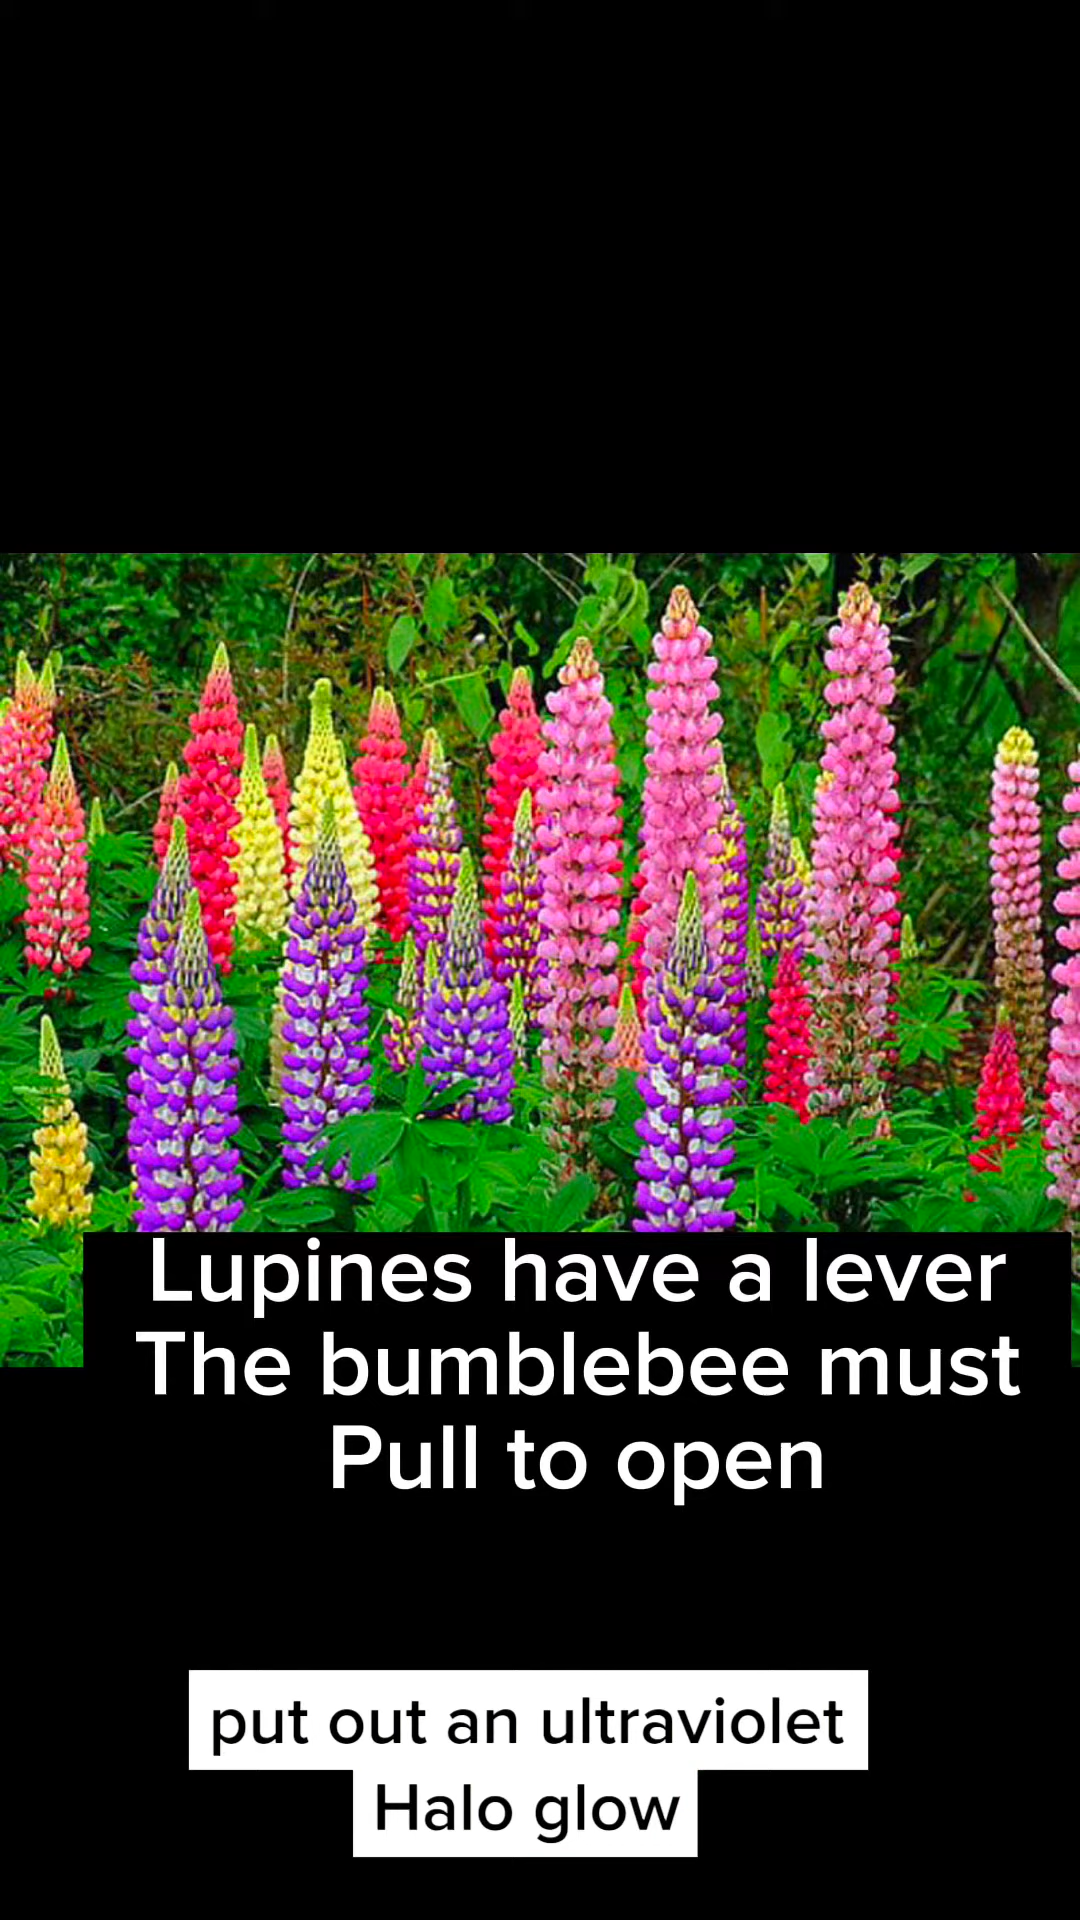 Lupines have a lever
The bumblebee must
Pull to open
put out an ultraviolet
Halo glow